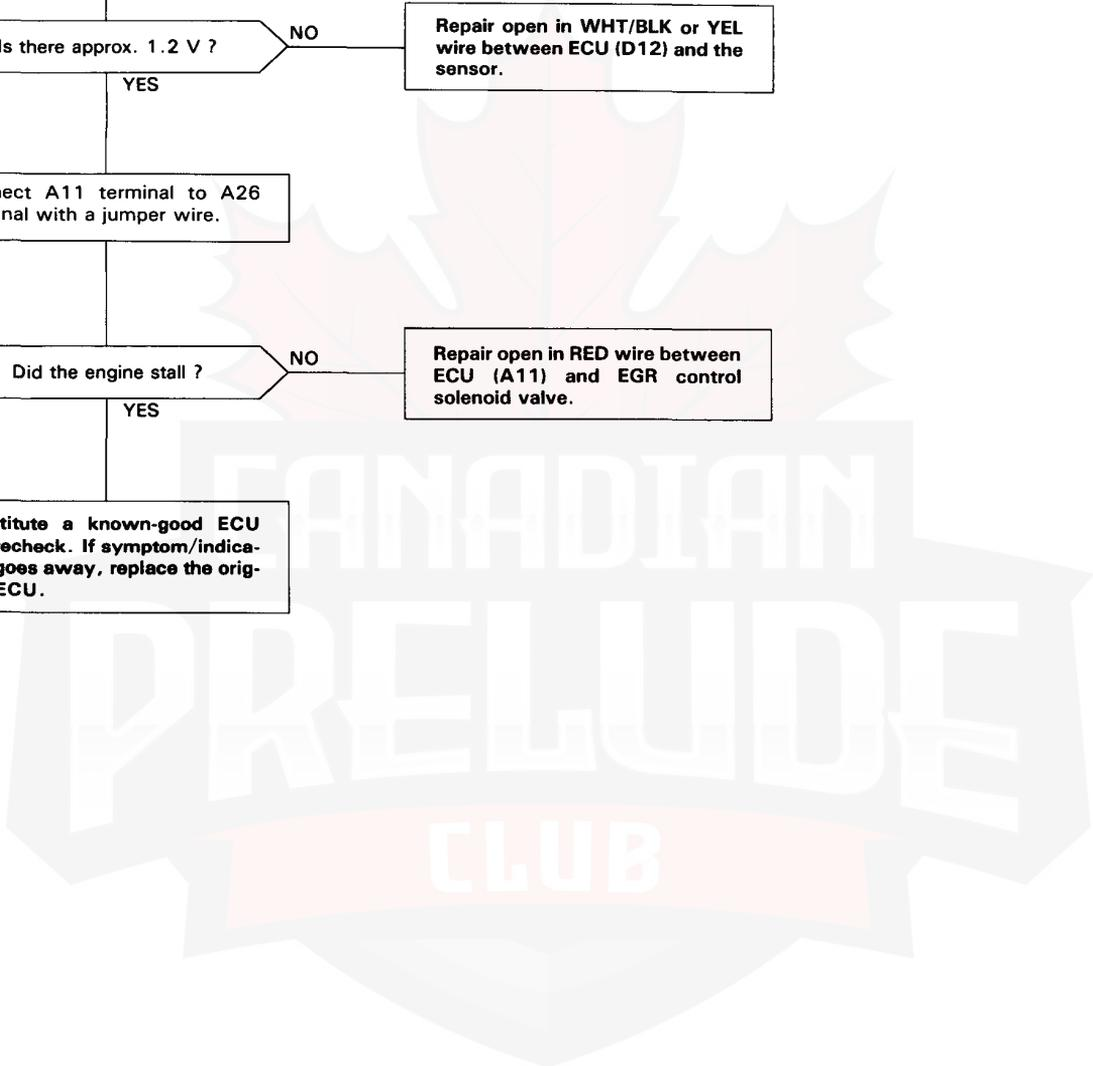 Is there approx. 1.2 V ?
NO
Repair open in WHT/BLK or YEL
wire between ECU (D12) and the
sensor.
YES
nect A11 terminal to A26
nal with a jumper wire.
Did the engine stall ?
NO
Repair open in RED wire between
ECU (A11) and EGR control
solenoid valve.
YES
titute a known-good ECU
echeck. If symptom/indica-
goes away, replace the orig-
ECU.
CANADIAN
PRELUDE
CLUB